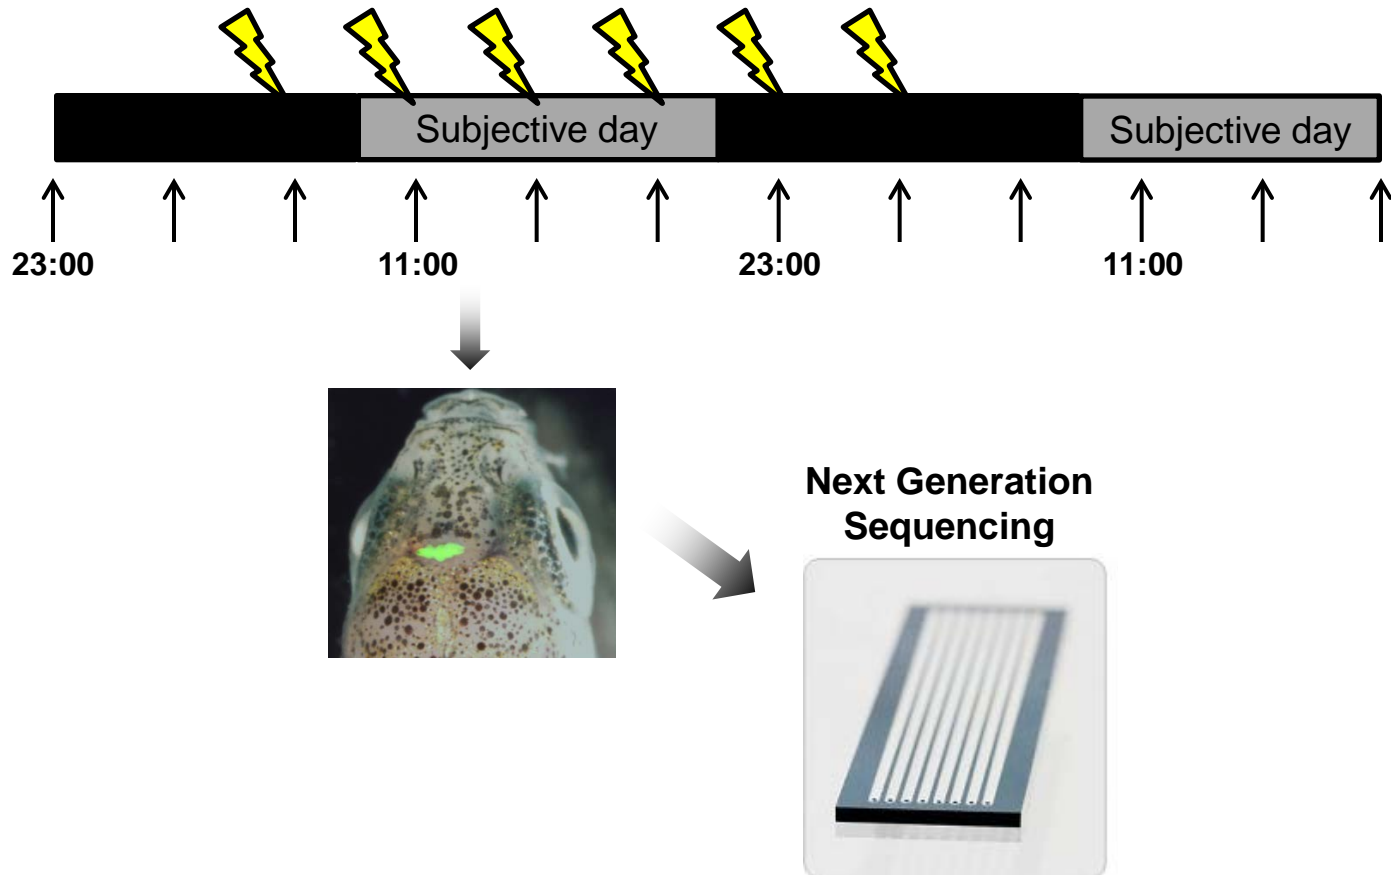 Subjective day
Subjective day
23:00
11:00
23:00
11:00
Next Generation
Sequencing